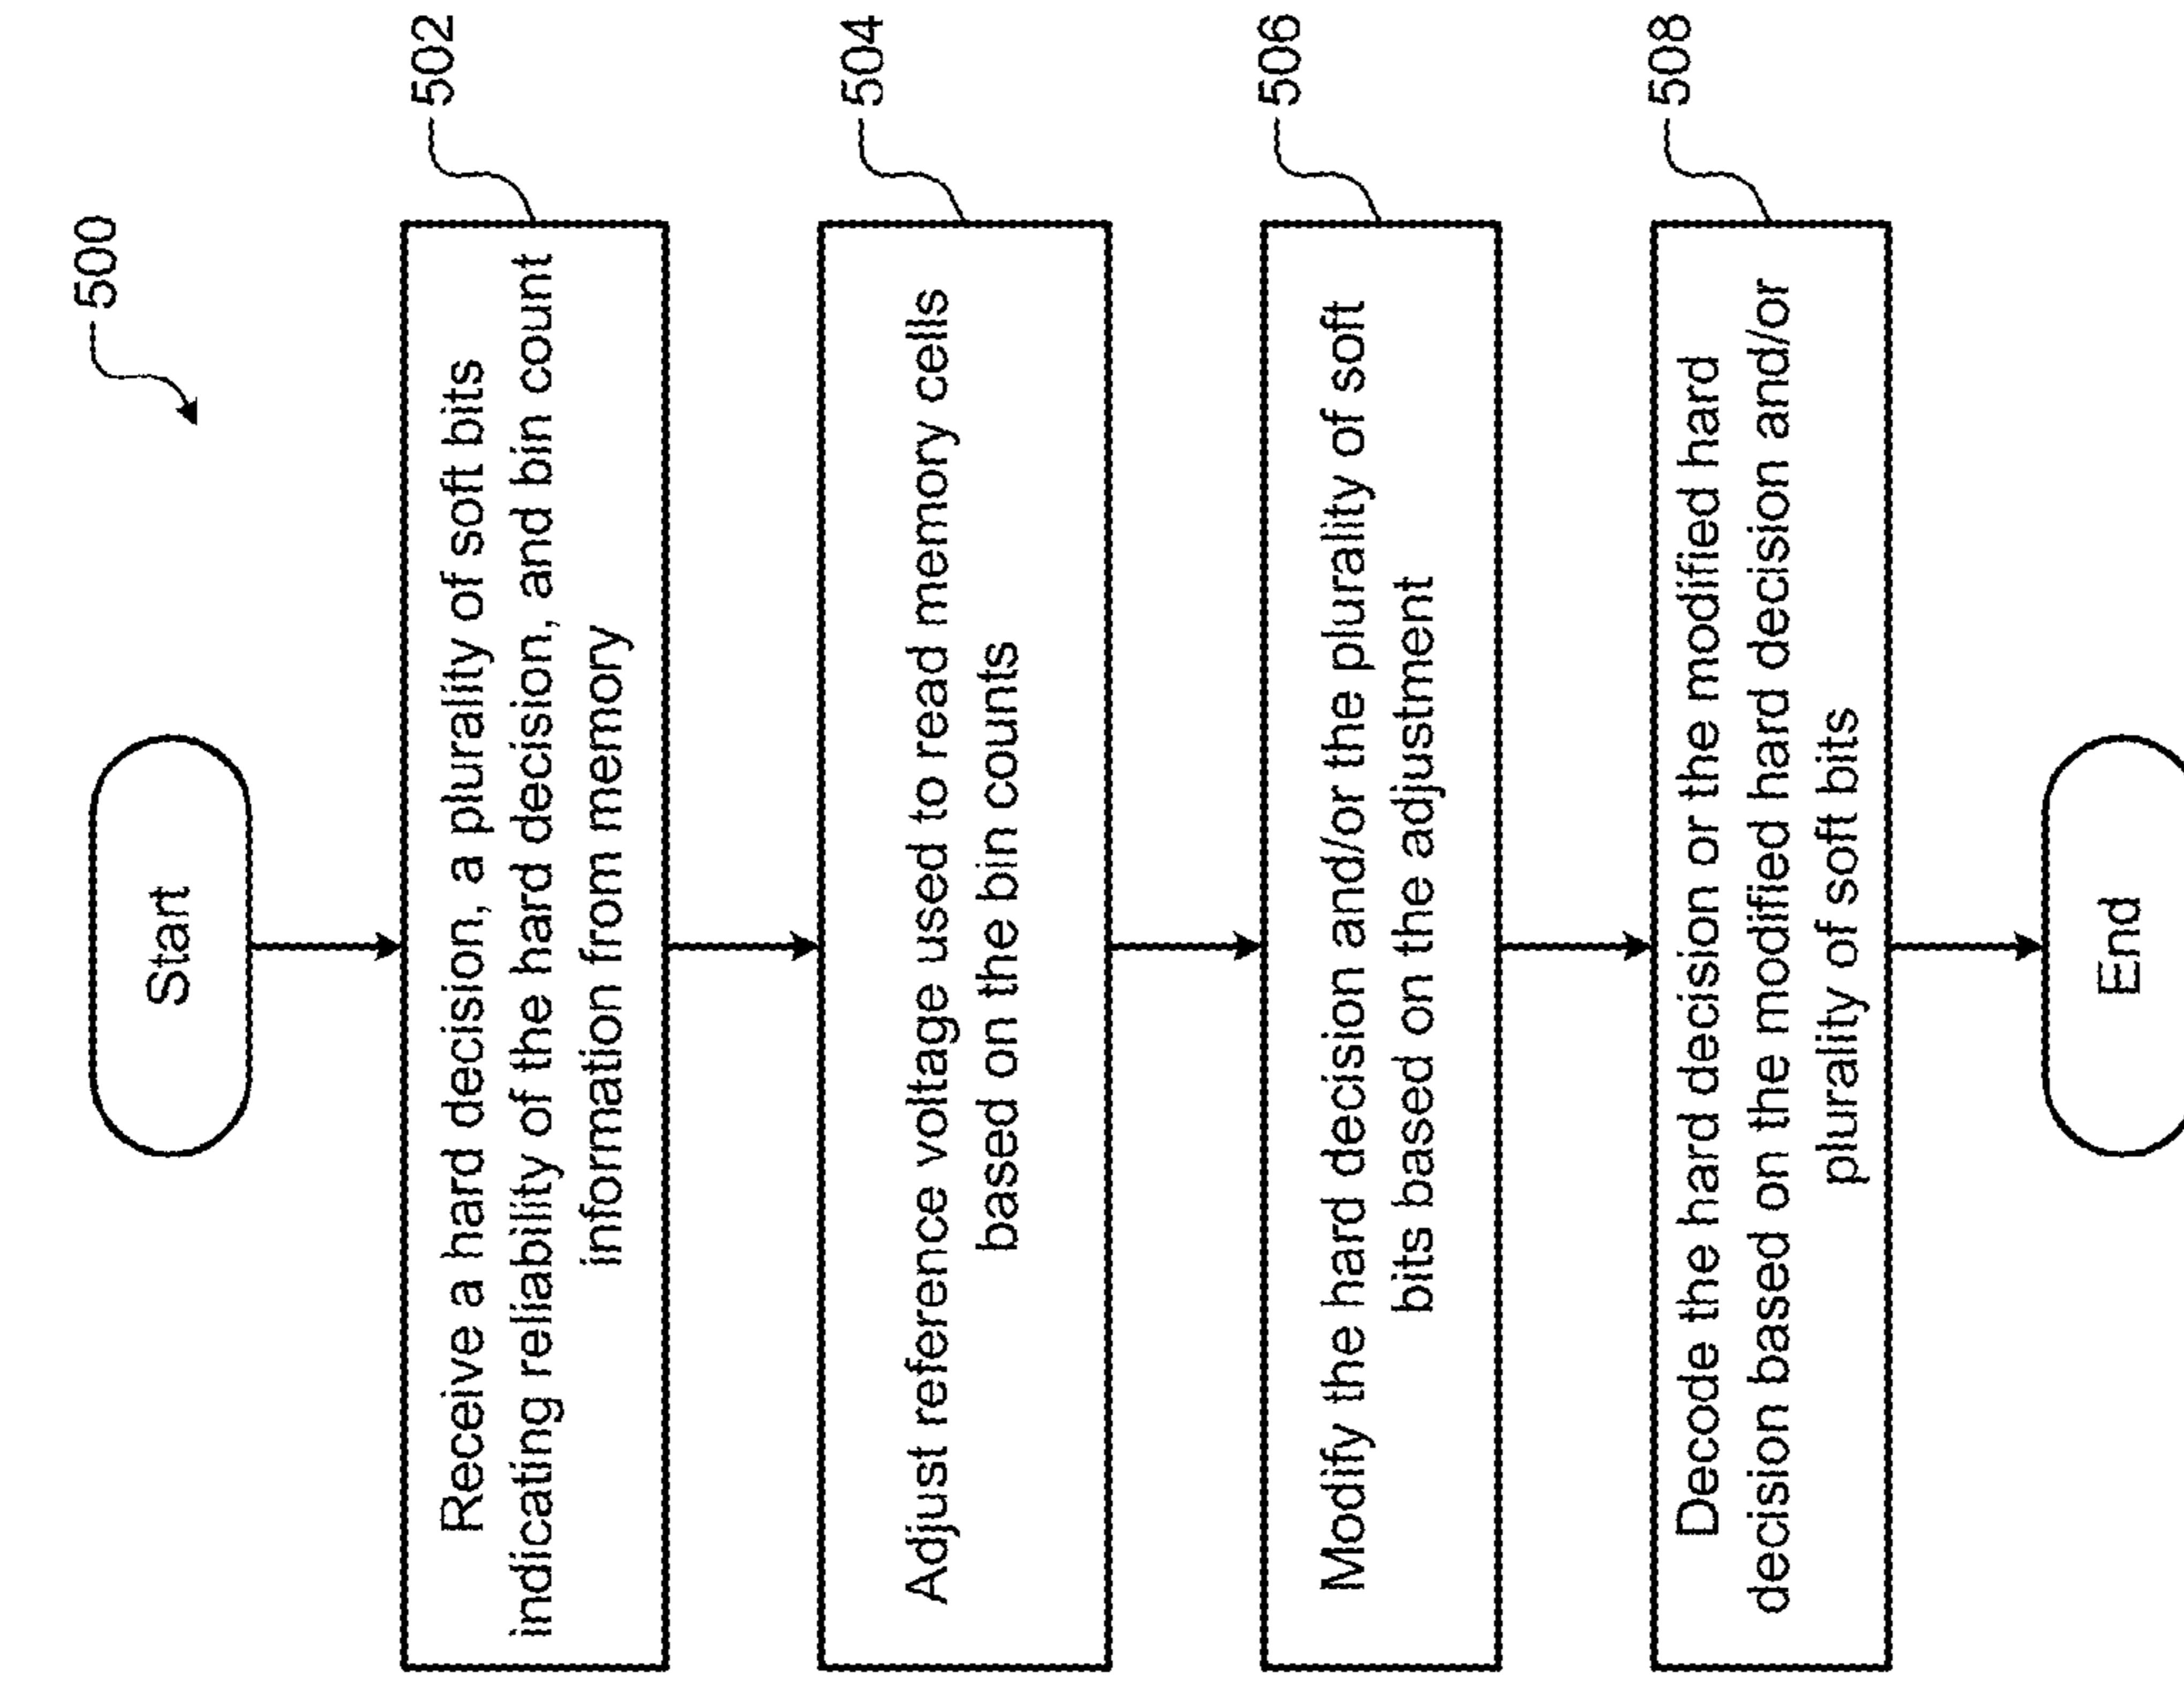 500
Start
502
Receive a hard decision, a plurality of soft bits
indicating reliability of the hard decision, and bin count
information from memory
504
Adjust reference voltage used to read memory cells
based on the bin counts
506
Modify the hard decision and/or the plurality of soft
bits based on the adjustment
508
Decode the hard decision or the modified hard
decision based on the modified hard decision and/or
plurality of soft bits
End